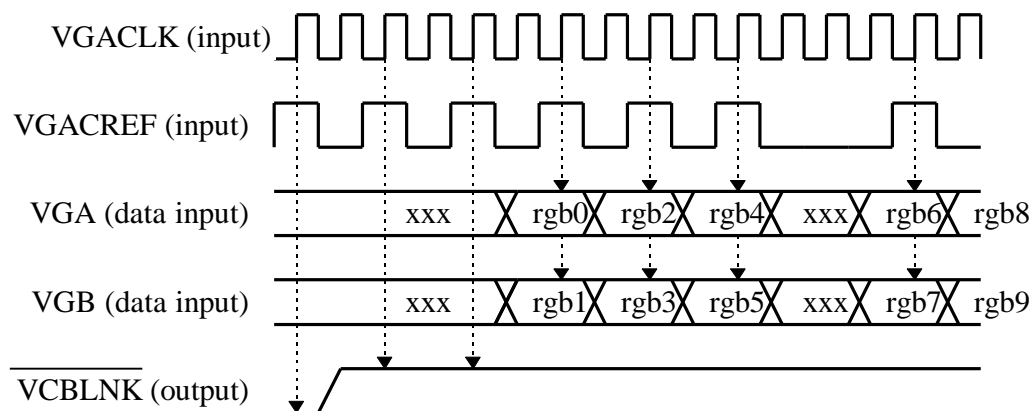 VGACLK (input)
VGACREF (input)
VGA (data input) xxx rgb0 rgb2 rgb4 xxx rgb6 rgb8
VGB (data input) xxx rgb1 rgb3 rgb5 xxx rgb7 rgb9
VCBLNK (output)